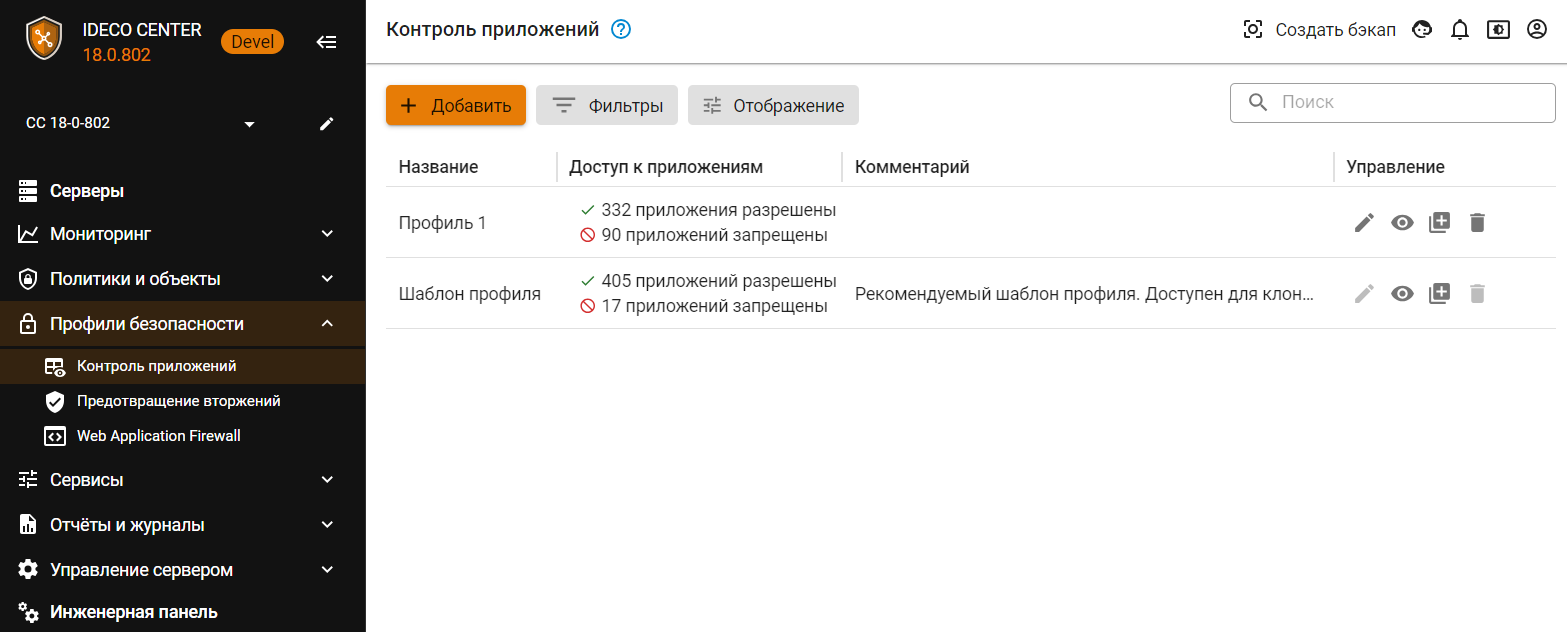 IDECO CENTER
18.0.802
Devel
СС 18-0-802
Серверы
Мониторинг
Политики и объекты
Профили безопасности
Контроль приложений
Предотвращение вторжений
Web Application Firewall
Сервисы
Отчёты и журналы
Управление сервером
Инженерная панель
Контроль приложений
Создать бэкап
Добавить
Фильтры
Отображение
Поиск
Название Доступ к приложениям Комментарий Управление
Профиль 1
332 приложения разрешены
90 приложений запрещены
Шаблон профиля
405 приложений разрешены
17 приложений запрещены
Рекомендуемый шаблон профиля. Доступен для клон...